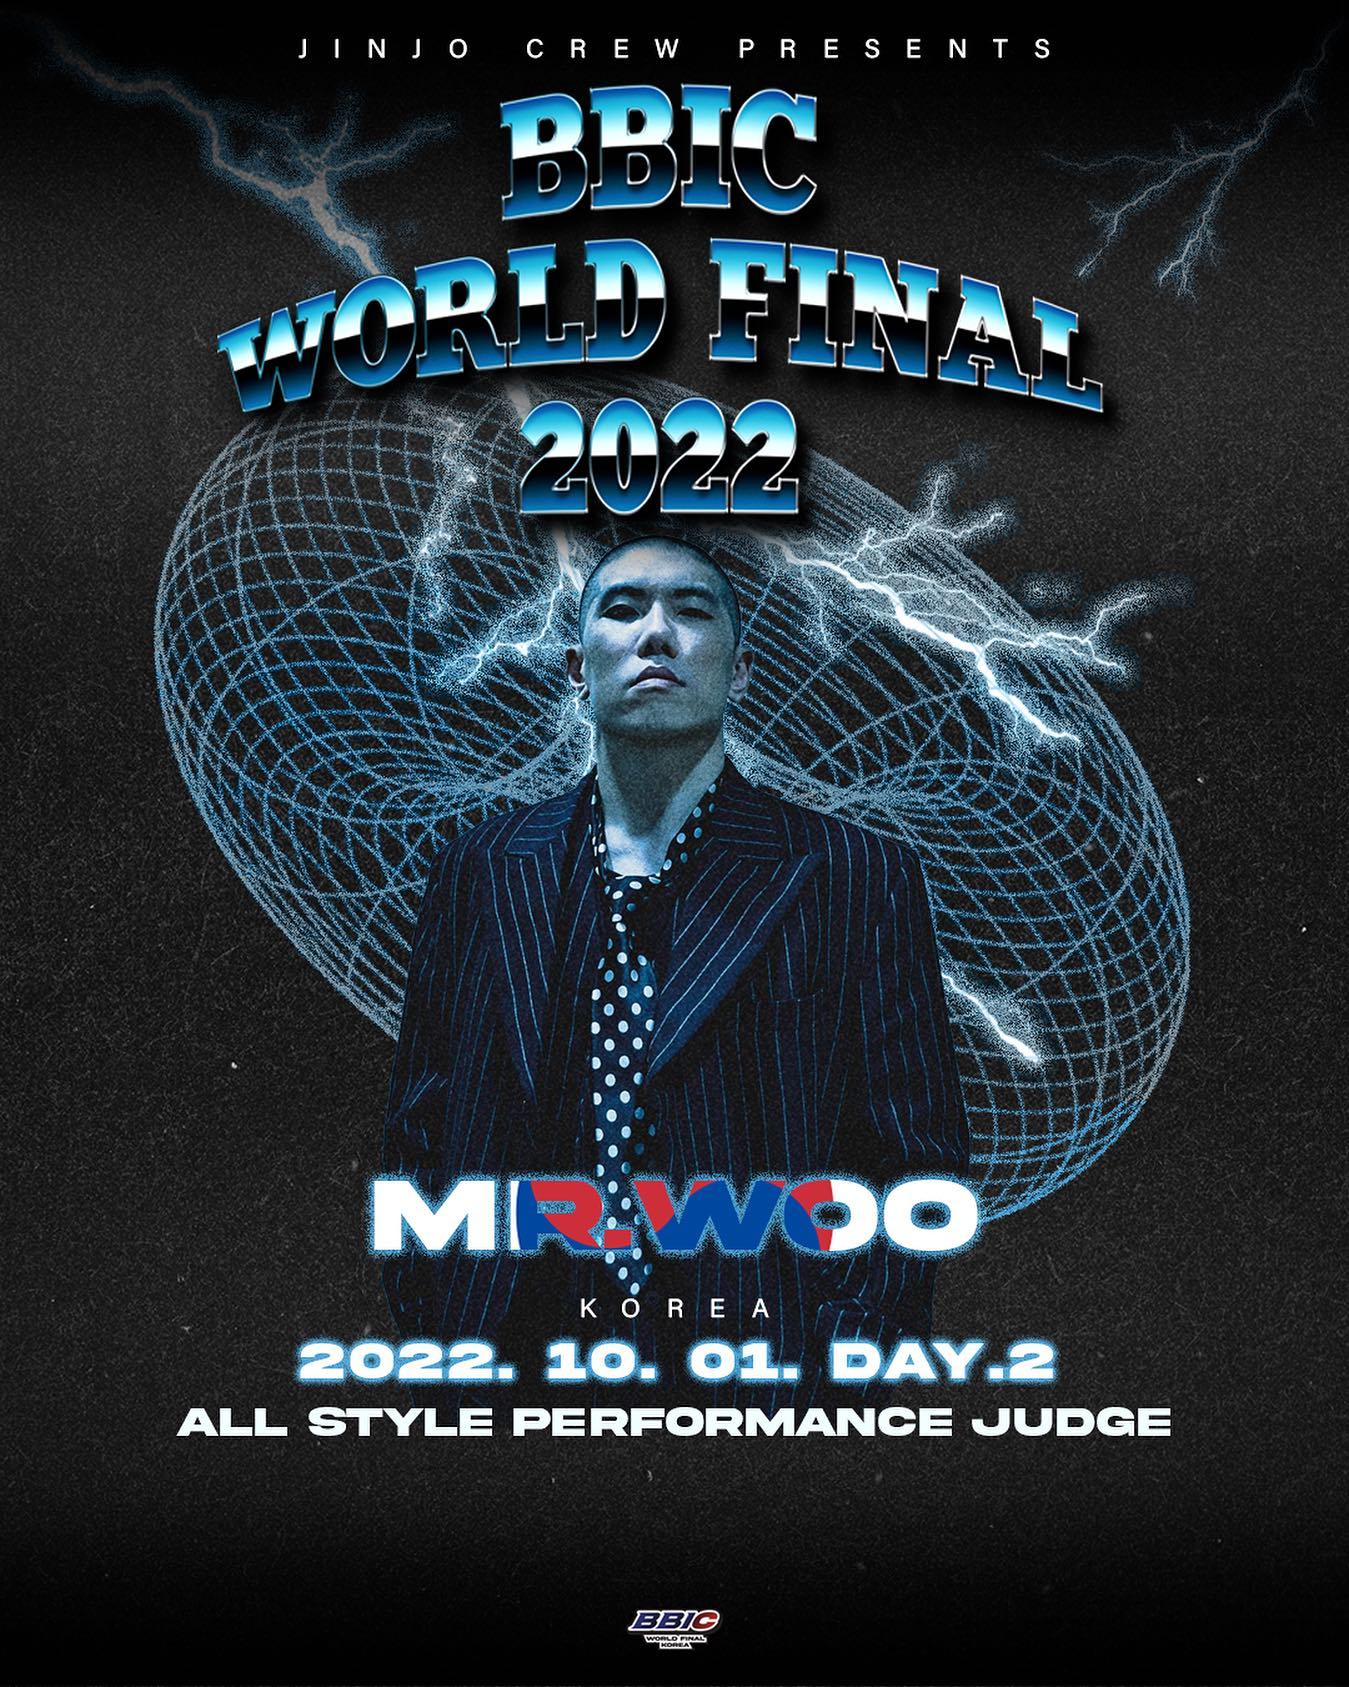 JINJO CREW PRESENTS
BBIC
WORLD FINAL
2022
MR.WOO
KOREA
2022. 10. 01. DAY.2
ALL STYLE PERFORMANCE JUDGE
BBIC
WORLD FINAL
KOREA